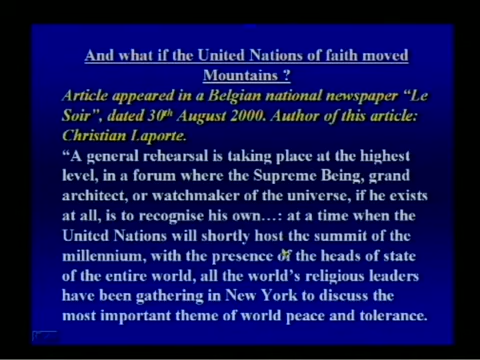 And what if the United Nations of faith moved
Mountains ?
Article appeared in a Belgian national newspaper “Le
Soir”, dated 30th August 2000. Author of this article:
Christian Laporte.
“A general rehearsal is taking place at the highest
level, in a forum where the Supreme Being, grand
architect, or watchmaker of the universe, if he exists
at all, is to recognise his own…: at a time when the
United Nations will shortly host the summit of the
millennium, with the presence of the heads of state
of the entire world, all the world’s religious leaders
have been gathering in New York to discuss the
most important theme of world peace and tolerance.